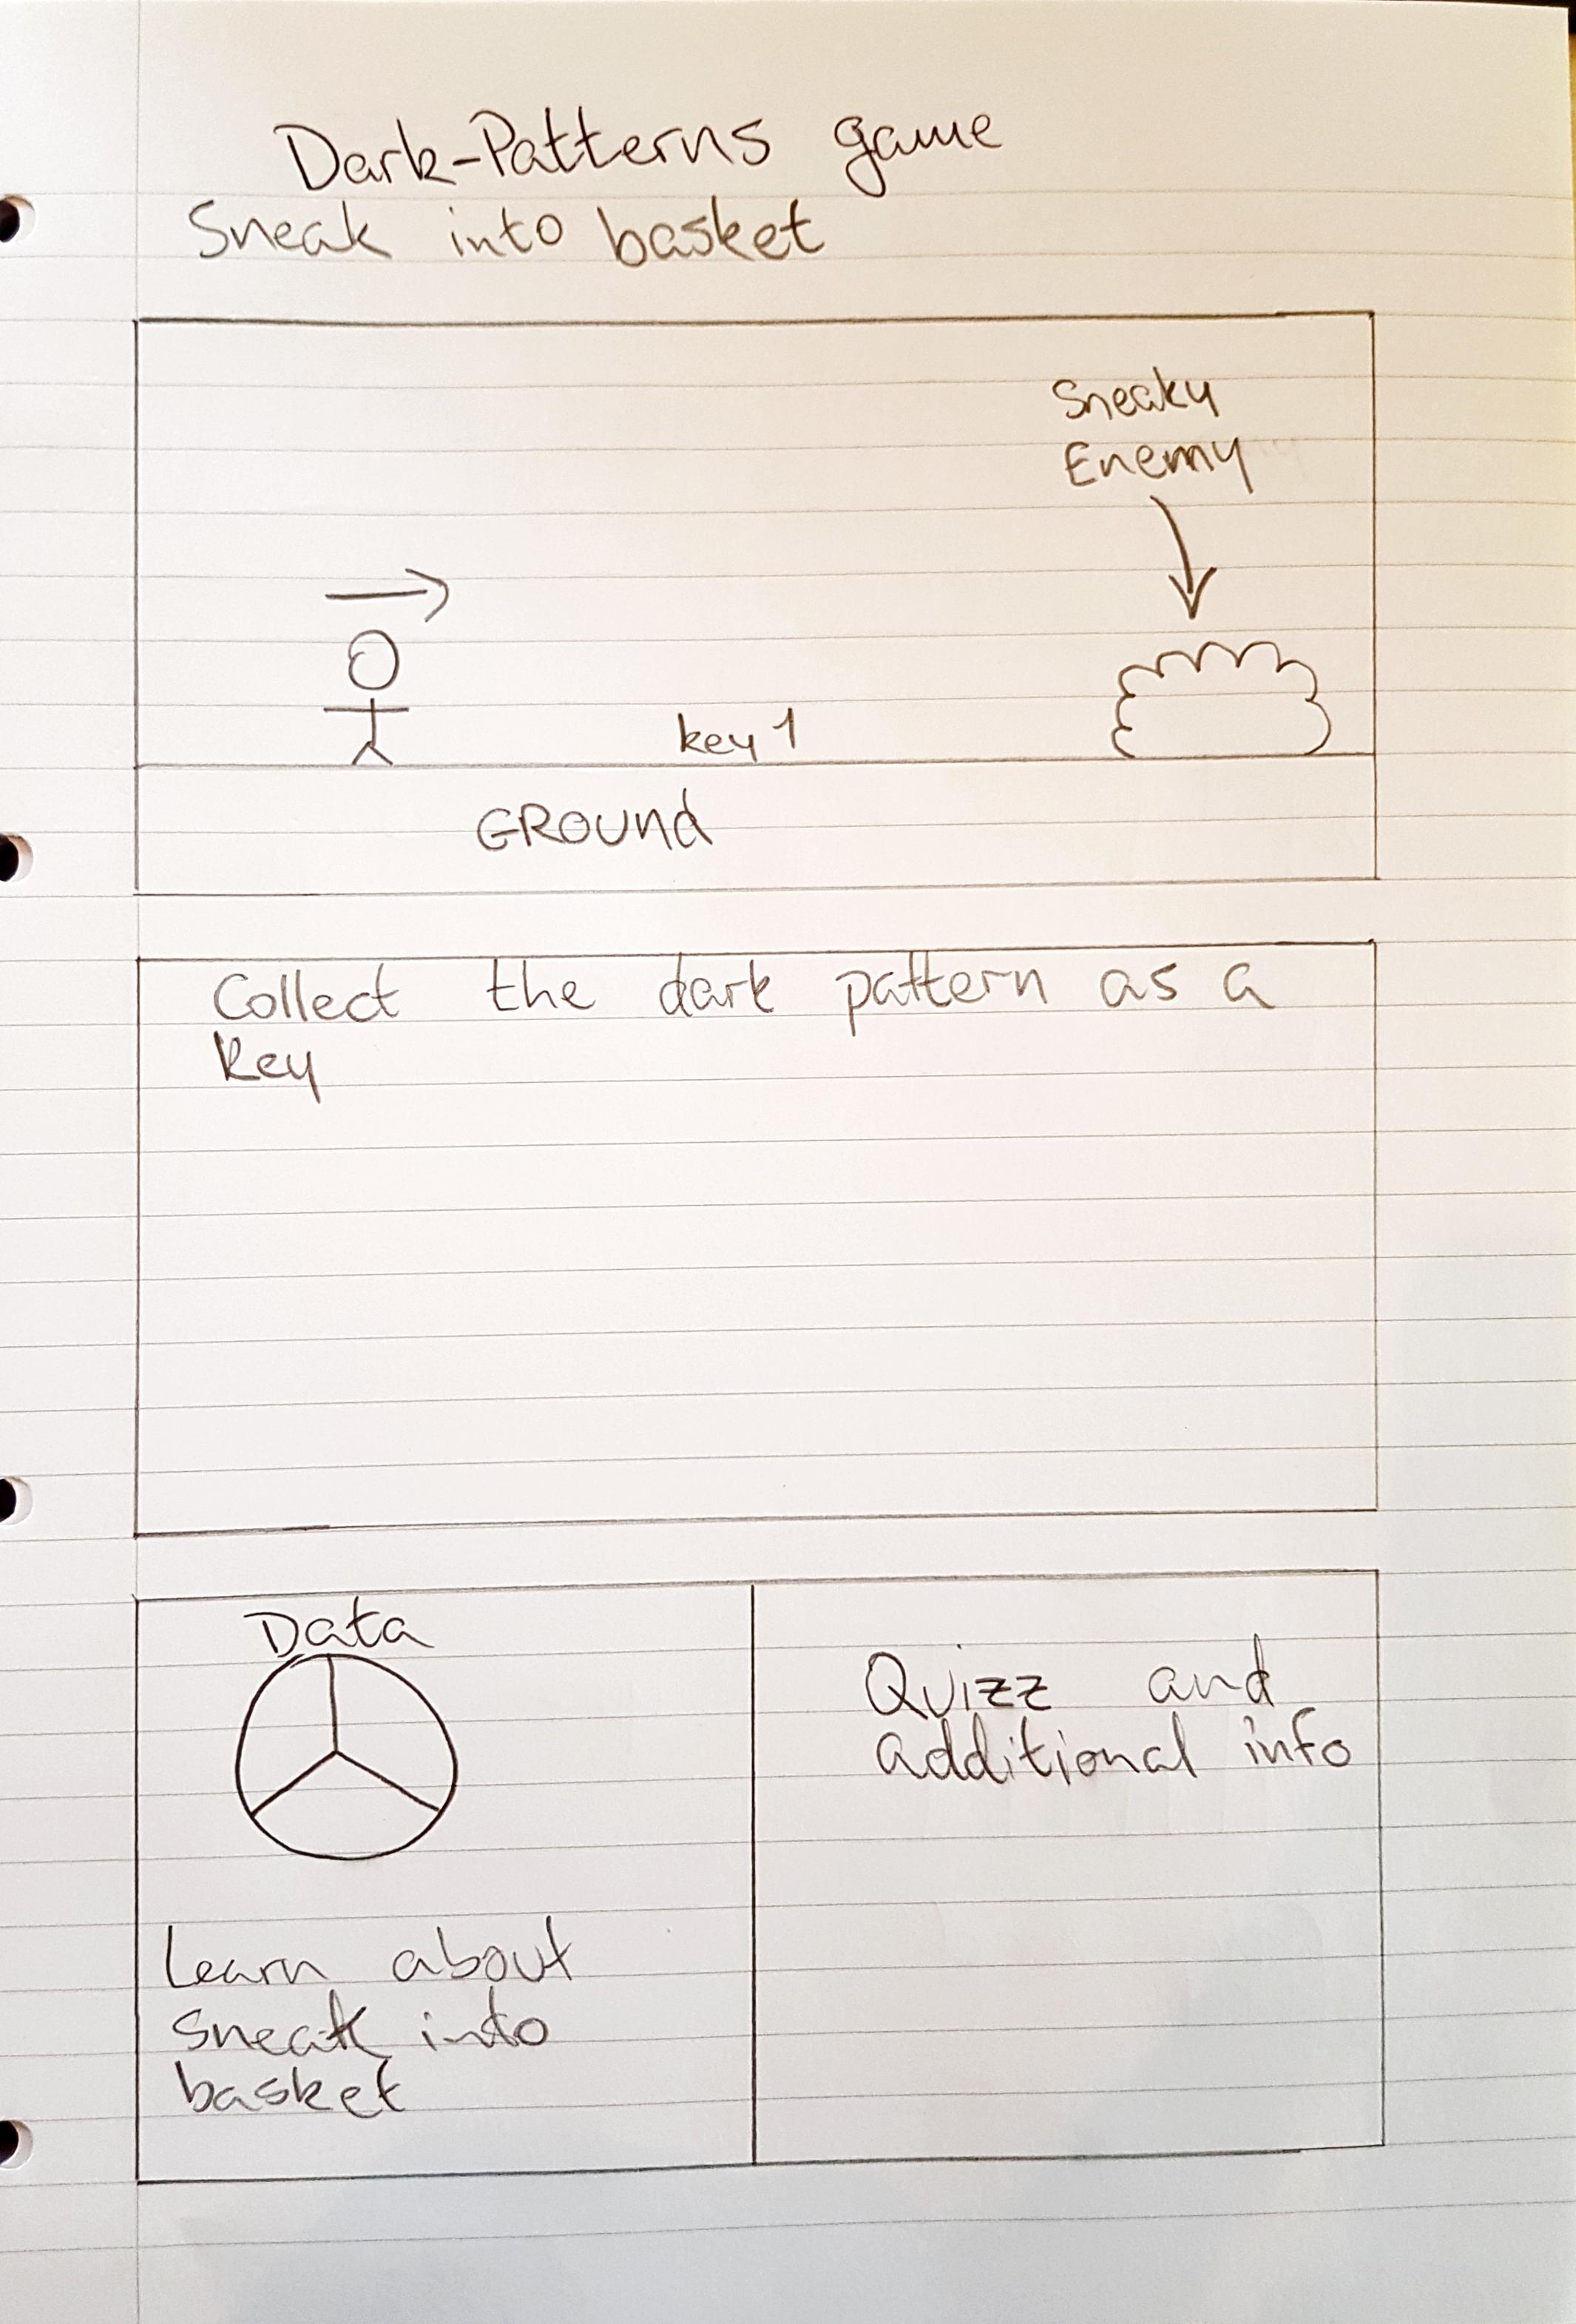 Dark-Patterns game
Sneak into basket
Sneaky
Enemy
key 1
GROUnd
Collect the dark pattern as a
key
Data
Learn about
sneak into
basket
Quizz and
additional info